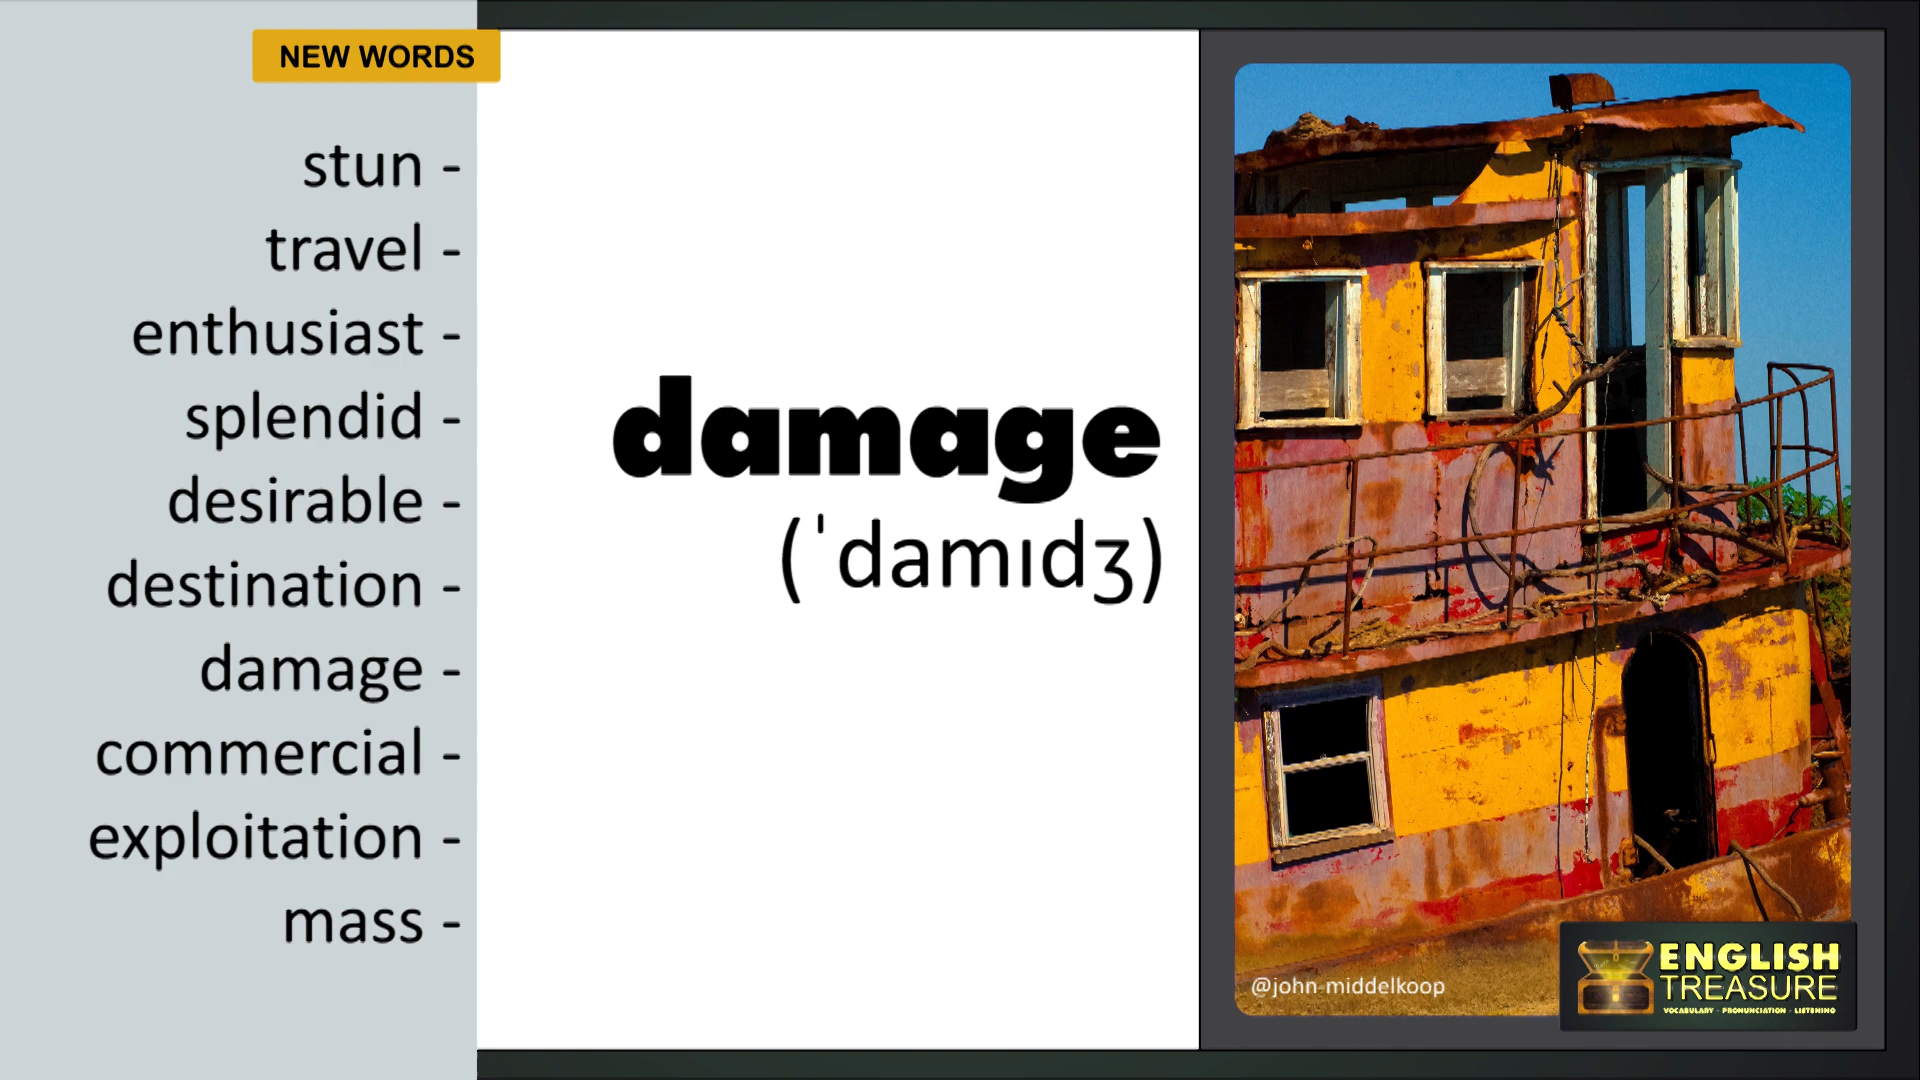 NEW WORDS
stun -
travel -
enthusiast -
splendid -
desirable -
destination -
damage -
commercial -
exploitation -
mass -
damage
(ˈdamɪdʒ)
@john-middelkoop
ENGLISH
TREASURE
VOCABULARY - PRONUNCIATION - LISTENING